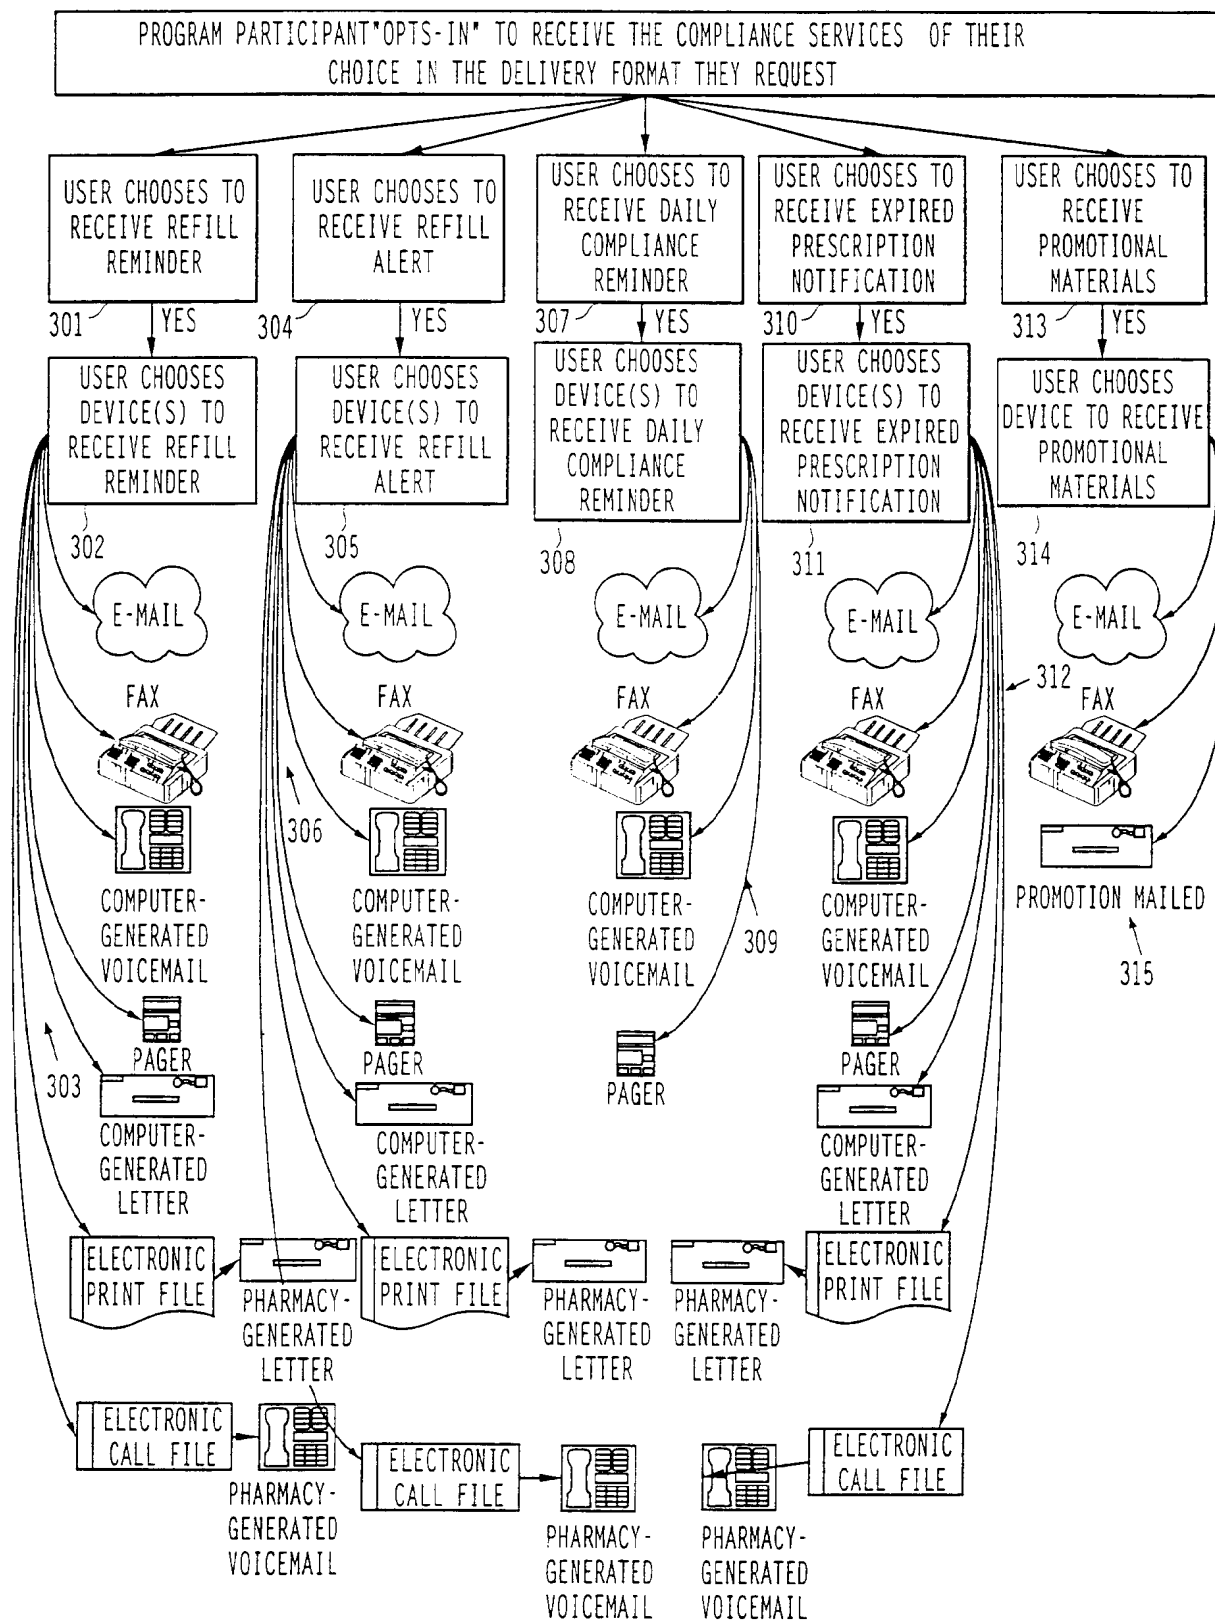 PROGRAM PARTICIPANT"OPTS-IN" TO RECEIVE THE COMPLIANCE SERVICES OF THEIR
CHOICE IN THE DELIVERY FORMAT THEY REQUEST
USER CHOOSES TO
RECEIVE REFILL
REMINDER
301
YES
USER CHOOSES TO
RECEIVE REFILL
ALERT
304
YES
USER CHOOSES TO
RECEIVE DAILY
COMPLIANCE
REMINDER
307
YES
USER CHOOSES TO
RECEIVE EXPIRED
PRESCRIPTION
NOTIFICATION
310
YES
USER CHOOSES TO
RECEIVE
PROMOTIONAL
MATERIALS
313
YES
USER CHOOSES
DEVICE(S) TO
RECEIVE REFILL
REMINDER
302
USER CHOOSES
DEVICE(S) TO
RECEIVE REFILL
ALERT
305
USER CHOOSES
DEVICE(S) TO
RECEIVE DAILY
COMPLIANCE
REMINDER
308
USER CHOOSES
DEVICE(S) TO
RECEIVE EXPIRED
PRESCRIPTION
NOTIFICATION
311
USER CHOOSES
DEVICE TO RECEIVE
PROMOTIONAL
MATERIALS
314
E-MAIL
E-MAIL
E-MAIL
E-MAIL
E-MAIL
312
FAX
FAX
FAX
FAX
FAX
306
COMPUTER-
GENERATED
VOICEMAIL
COMPUTER-
GENERATED
VOICEMAIL
COMPUTER-
GENERATED
VOICEMAIL
309
COMPUTER-
GENERATED
VOICEMAIL
PROMOTION MAILED
315
303
PAGER
PAGER
PAGER
PAGER
COMPUTER-
GENERATED
LETTER
COMPUTER-
GENERATED
LETTER
COMPUTER-
GENERATED
LETTER
ELECTRONIC
PRINT FILE
PHARMACY-
GENERATED
LETTER
ELECTRONIC
PRINT FILE
PHARMACY-
GENERATED
LETTER
PHARMACY-
GENERATED
LETTER
ELECTRONIC
PRINT FILE
ELECTRONIC
CALL FILE
PHARMACY-
GENERATED
VOICEMAIL
ELECTRONIC
CALL FILE
PHARMACY-
GENERATED
VOICEMAIL
PHARMACY-
GENERATED
VOICEMAIL
ELECTRONIC
CALL FILE